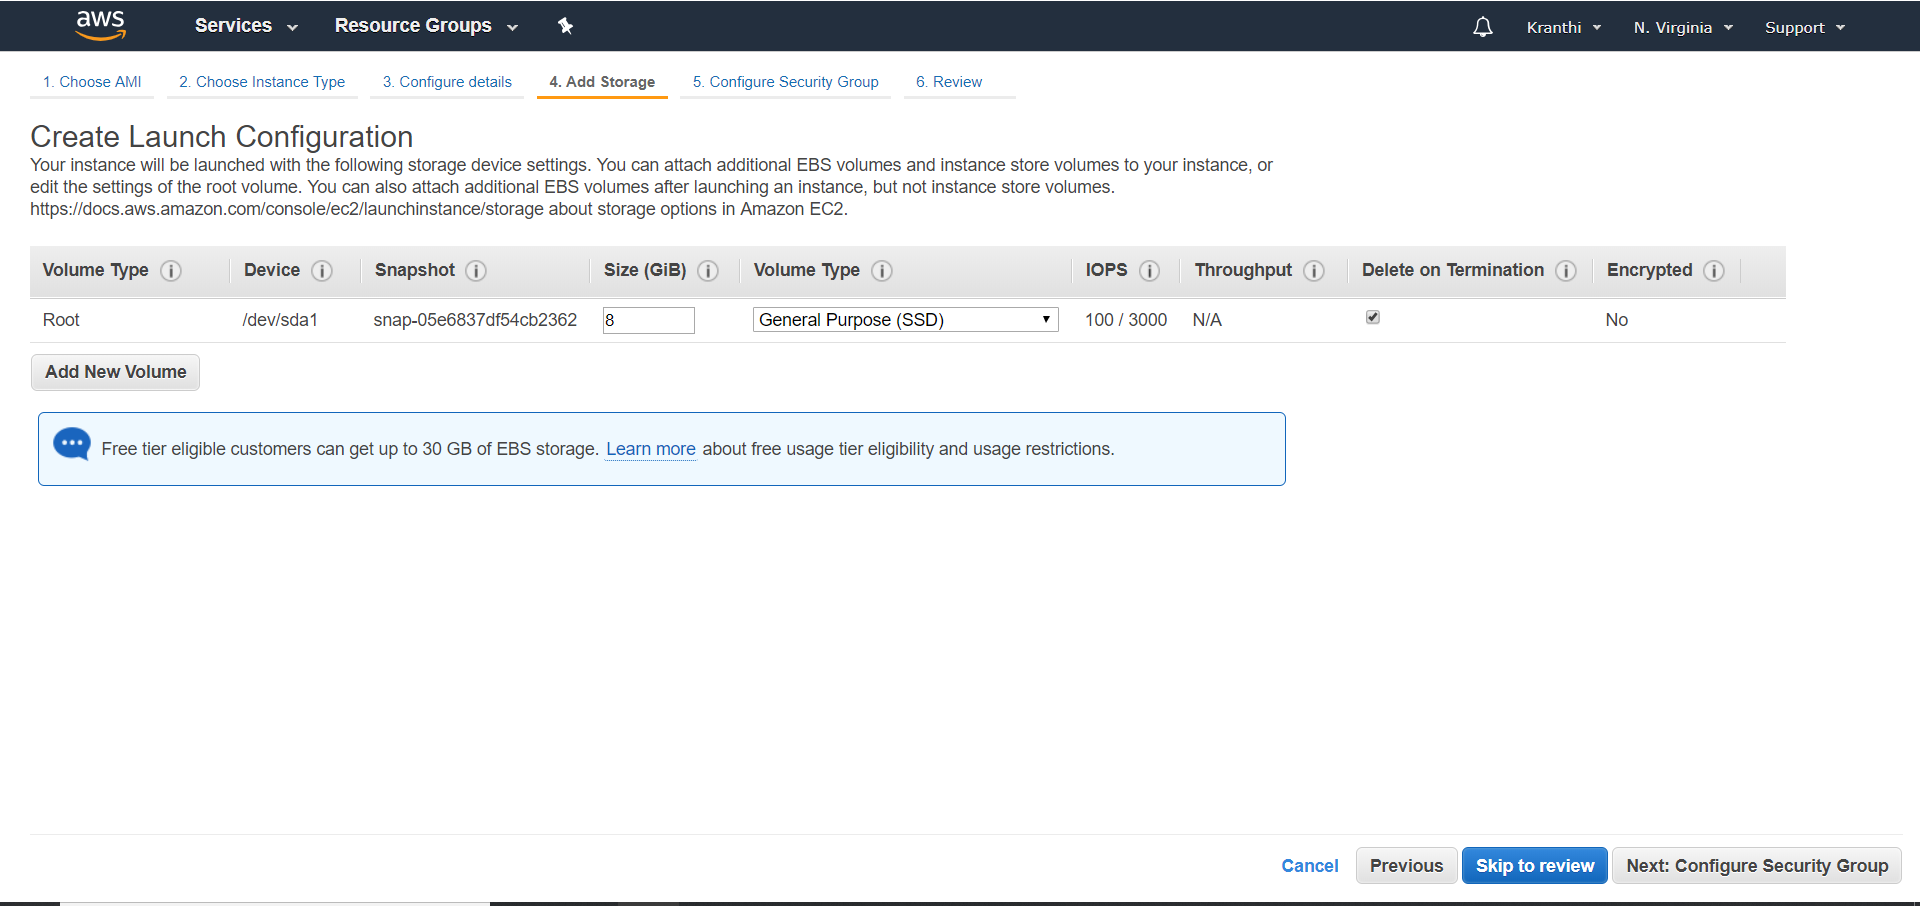 aws Services Resource Groups Kranthi N. Virginia Support
1. Choose AMI 2. Choose Instance Type 3. Configure details 4. Add Storage 5. Configure Security Group 6. Review
Create Launch Configuration
Your instance will be launched with the following storage device settings. You can attach additional EBS volumes and instance store volumes to your instance, or
edit the settings of the root volume. You can also attach additional EBS volumes after launching an instance, but not instance store volumes.
https://docs.aws.amazon.com/console/ec2/launchinstance/storage about storage options in Amazon EC2.
Volume Type i Device i Snapshot i Size (GiB) i Volume Type i IOPS i Throughput i Delete on Termination i Encrypted i
Root /dev/sda1 snap-05e6837df54cb2362 8 General Purpose (SSD) 100 / 3000 N/A No
Add New Volume
Free tier eligible customers can get up to 30 GB of EBS storage. Learn more about free usage tier eligibility and usage restrictions.
Cancel Previous Skip to review Next: Configure Security Group